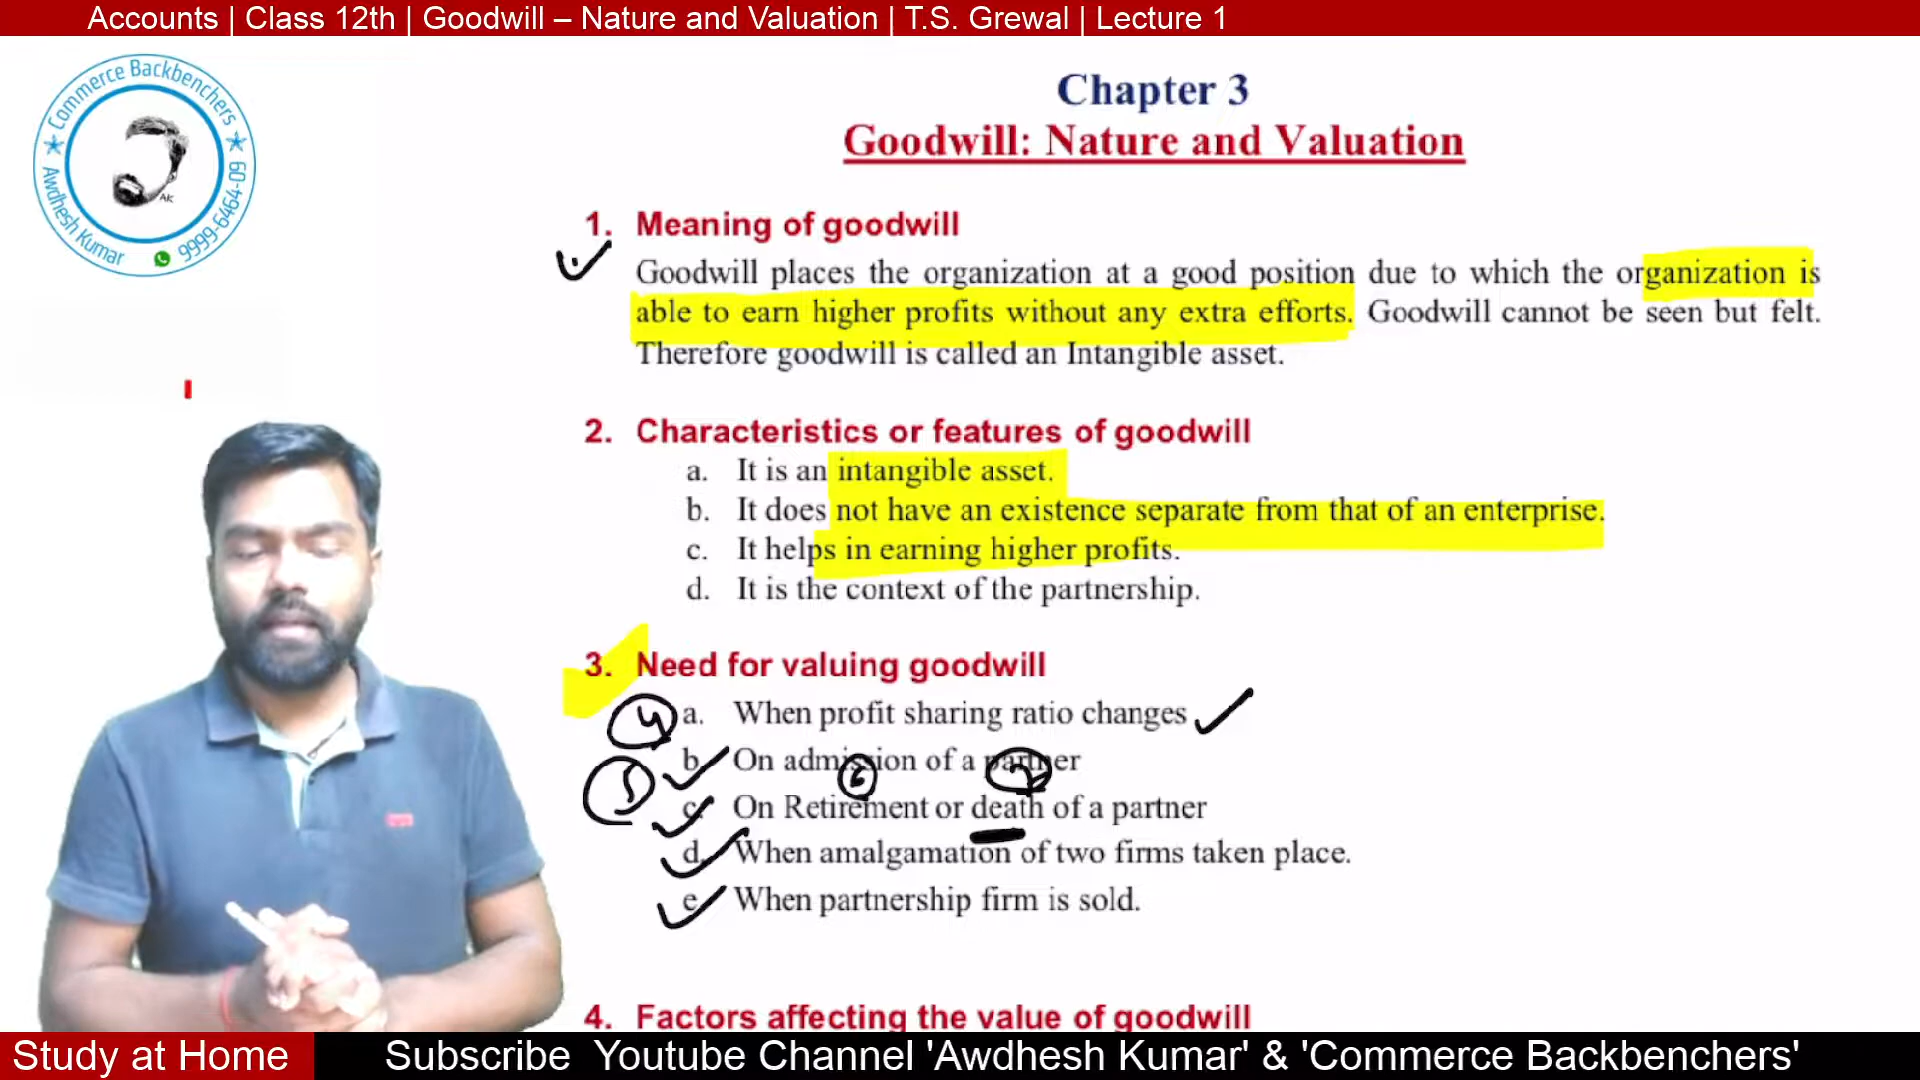 Accounts | Class 12th | Goodwill – Nature and Valuation | T.S. Grewal | Lecture 1
Commerce Backbenchers
Awdhesh Kumar 9999-6464-09
AK
Chapter 3
Goodwill: Nature and Valuation
1. Meaning of goodwill
Goodwill places the organization at a good position due to which the organization is
able to earn higher profits without any extra efforts. Goodwill cannot be seen but felt.
Therefore goodwill is called an Intangible asset.
2. Characteristics or features of goodwill
a. It is an intangible asset.
b. It does not have an existence separate from that of an enterprise.
c. It helps in earning higher profits.
d. It is the context of the partnership.
3. Need for valuing goodwill
4 a. When profit sharing ratio changes
b. On admission of a partner
5 6 7
c. On Retirement or death of a partner
d. When amalgamation of two firms taken place.
e. When partnership firm is sold.
4. Factors affecting the value of goodwill
Study at Home
Subscribe Youtube Channel 'Awdhesh Kumar' & 'Commerce Backbenchers'